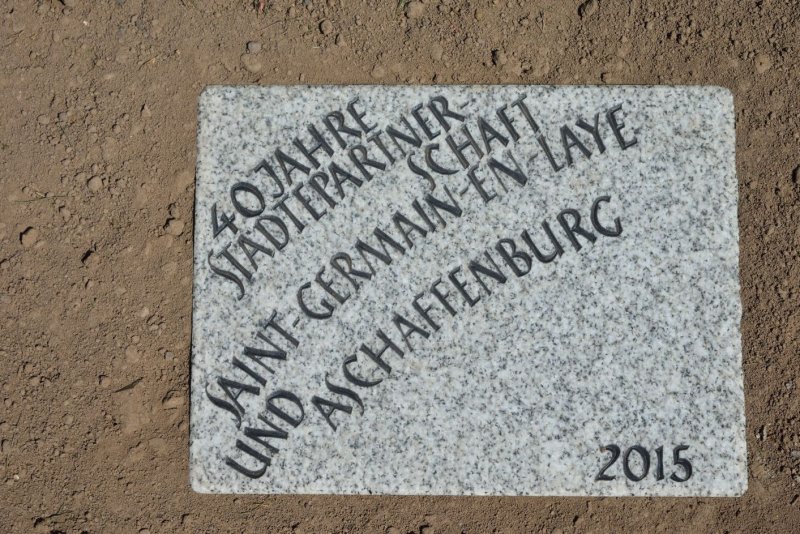 40 JAHRE
STÄDTEPARTNER-
SCHAFT
SAINT-GERMAIN-EN-LAYE
UND ASCHAFFENBURG
2015